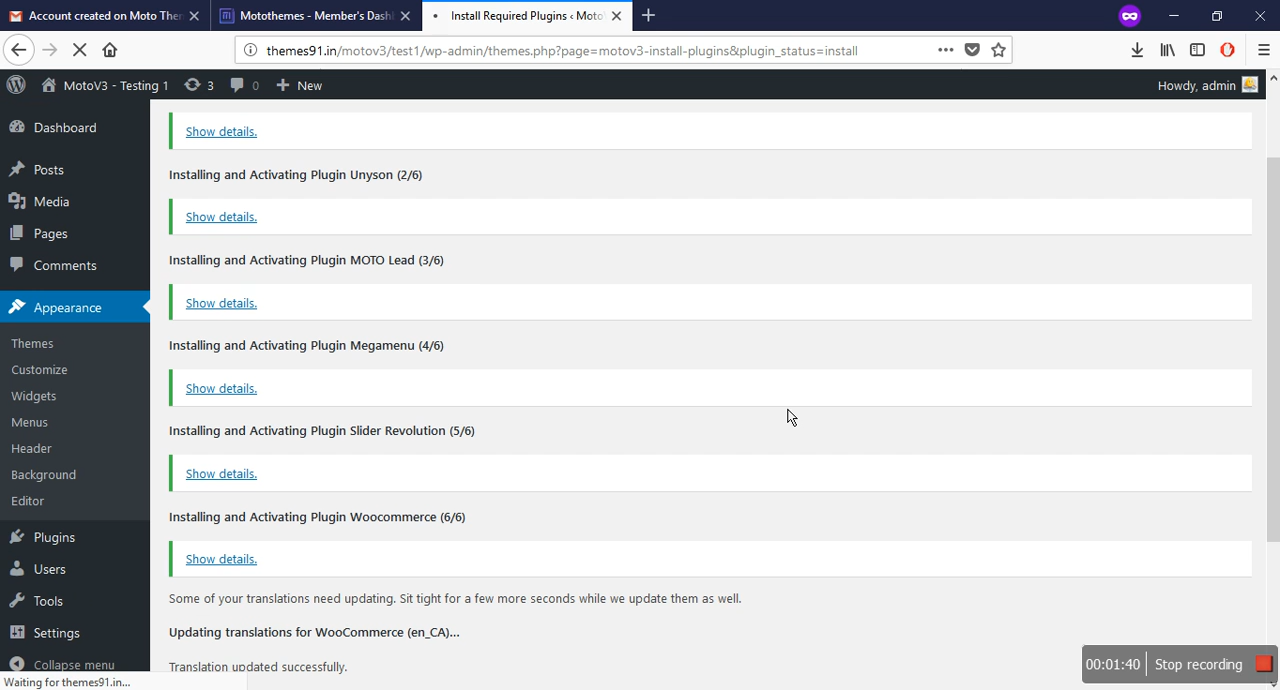 Account created on Moto Then
Motothemes - Member's Dash
Install Required Plugins ‹ Moto
themes91.in/motov3/test1/wp-admin/themes.php?page=motov3-install-plugins&plugin_status=install
MotoV3 - Testing 1
3
0
New
Howdy, admin
Dashboard
Posts
Media
Pages
Comments
Appearance
Themes
Customize
Widgets
Menus
Header
Background
Editor
Plugins
Users
Tools
Settings
Collapse menu
Show details.
Installing and Activating Plugin Unyson (2/6)
Show details.
Installing and Activating Plugin MOTO Lead (3/6)
Show details.
Installing and Activating Plugin Megamenu (4/6)
Show details.
Installing and Activating Plugin Slider Revolution (5/6)
Show details.
Installing and Activating Plugin Woocommerce (6/6)
Show details.
Some of your translations need updating. Sit tight for a few more seconds while we update them as well.
Updating translations for WooCommerce (en_CA)...
Translation updated successfully.
Waiting for themes91.in...
00:01:40
Stop recording